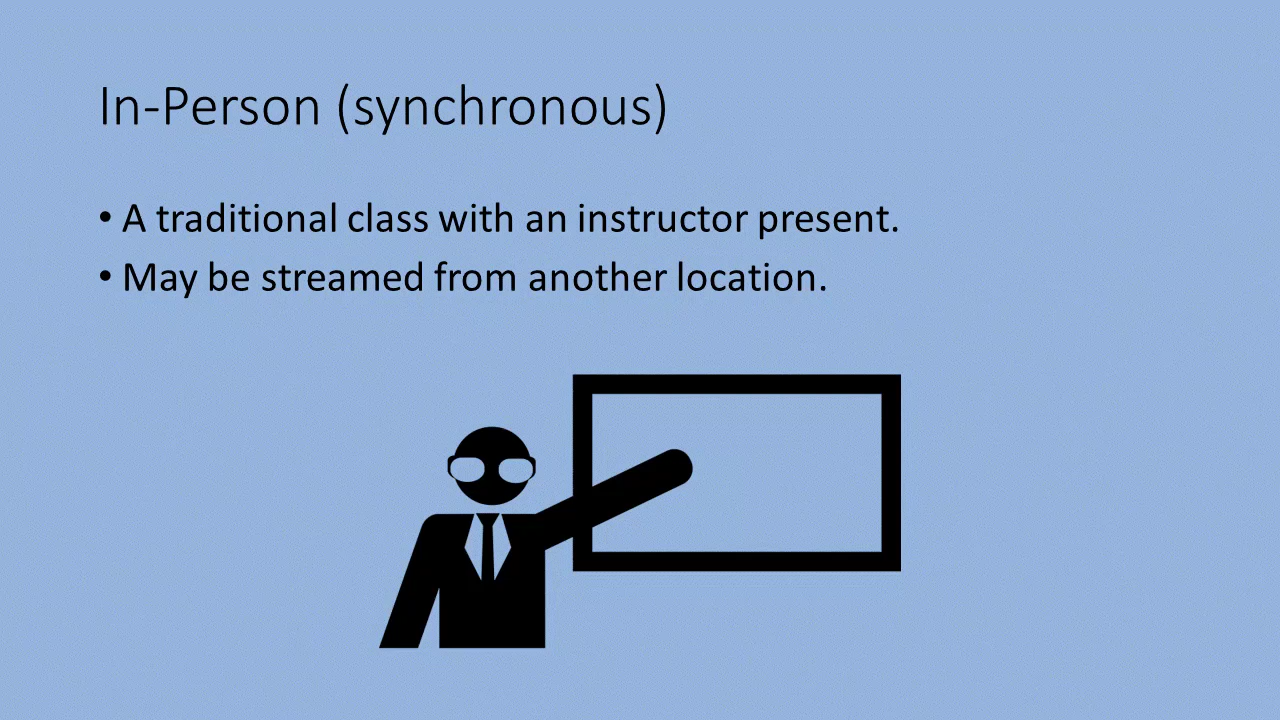 In-Person (synchronous)
• A traditional class with an instructor present.
• May be streamed from another location.